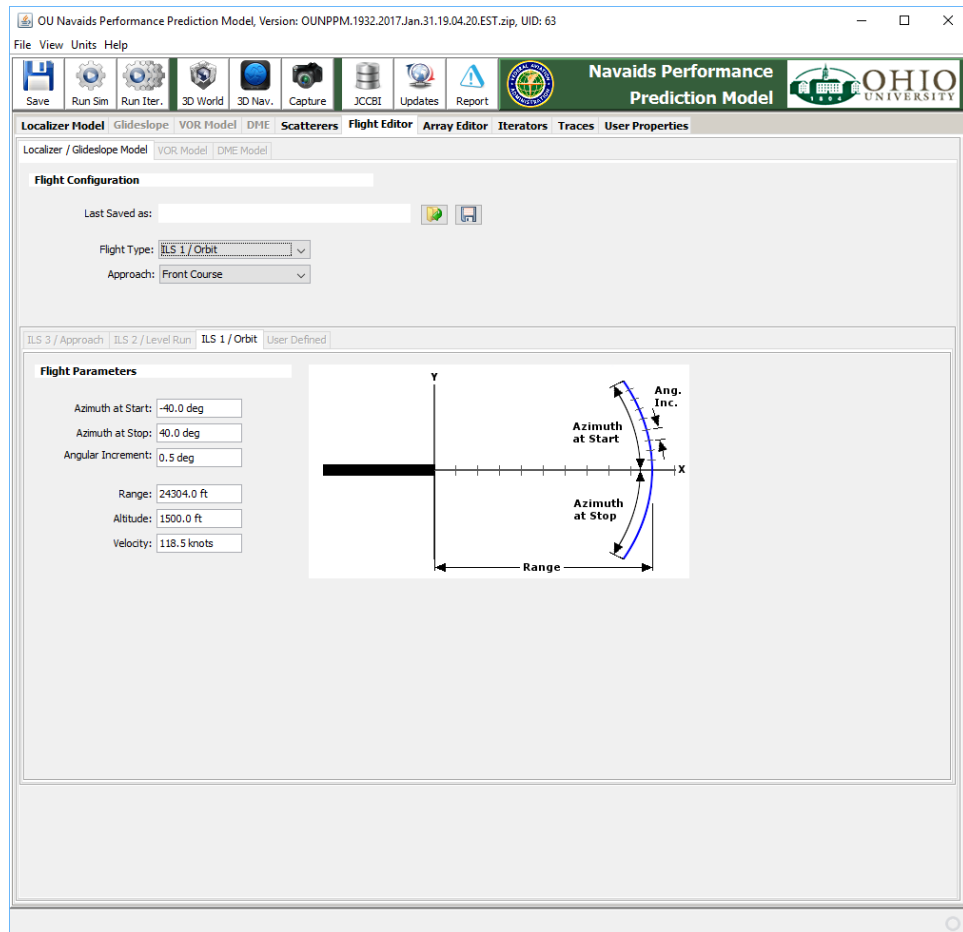 OU Navaids Performance Prediction Model, Version: OUNPPM.1932.2017.Jan.31.19.04.20.EST.zip, UID: 63
File View Units Help
Save Run Sim Run Iter. 3D World 3D Nav. Capture JCCBI Updates Report
FEDERAL AVIATION ADMINISTRATION
Navaids Performance
Prediction Model
OHIO
UNIVERSITY
1804
Localizer Model Glideslope VOR Model DME Scatterers Flight Editor Array Editor Iterators Traces User Properties
Localizer / Glideslope Model VOR Model DME Model
Flight Configuration
Last Saved as:
Flight Type: ILS 1 / Orbit
Approach: Front Course
ILS 3 / Approach ILS 2 / Level Run ILS 1 / Orbit User Defined
Flight Parameters
Azimuth at Start: -40.0 deg
Azimuth at Stop: 40.0 deg
Angular Increment: 0.5 deg
Range: 24304.0 ft
Altitude: 1500.0 ft
Velocity: 118.5 knots
Y
Ang.
Inc.
Azimuth
at Start
X
Azimuth
at Stop
Range